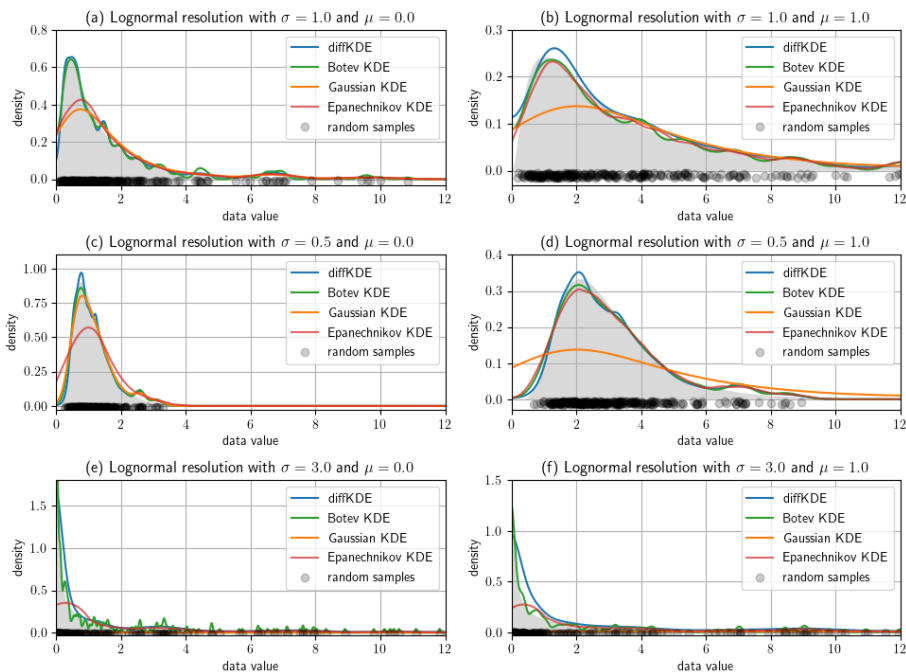 (a) Lognormal resolution with σ = 1.0 and μ = 0.0
0.8
0.6
0.4
0.2
0.0
density
diffKDE
Botev KDE
Gaussian KDE
Epanechnikov KDE
random samples
0 2 4 6 8 10 12
data value
(b) Lognormal resolution with σ = 1.0 and μ = 1.0
0.3
0.2
0.1
0.0
density
diffKDE
Botev KDE
Gaussian KDE
Epanechnikov KDE
random samples
0 2 4 6 8 10 12
data value
(c) Lognormal resolution with σ = 0.5 and μ = 0.0
1.00
0.75
0.50
0.25
0.00
density
diffKDE
Botev KDE
Gaussian KDE
Epanechnikov KDE
random samples
0 2 4 6 8 10 12
data value
(d) Lognormal resolution with σ = 0.5 and μ = 1.0
0.4
0.3
0.2
0.1
0.0
density
diffKDE
Botev KDE
Gaussian KDE
Epanechnikov KDE
random samples
0 2 4 6 8 10 12
data value
(e) Lognormal resolution with σ = 3.0 and μ = 0.0
1.5
1.0
0.5
0.0
density
diffKDE
Botev KDE
Gaussian KDE
Epanechnikov KDE
random samples
0 2 4 6 8 10 12
data value
(f) Lognormal resolution with σ = 3.0 and μ = 1.0
1.5
1.0
0.5
0.0
density
diffKDE
Botev KDE
Gaussian KDE
Epanechnikov KDE
random samples
0 2 4 6 8 10 12
data value